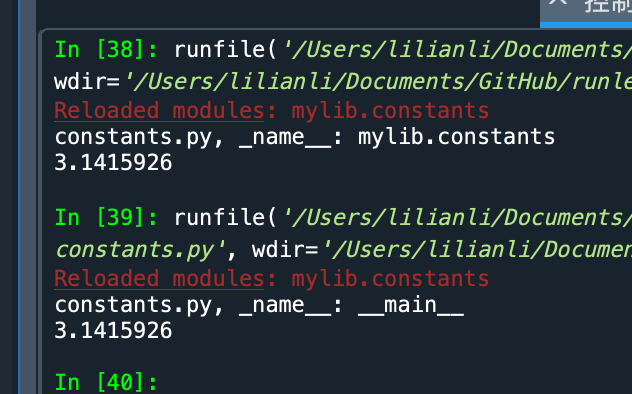 控制
In [38]: runfile('/Users/lilianli/Documents/
wdir='/Users/lilianli/Documents/GitHub/runle
Reloaded modules: mylib.constants
constants.py, _name__: mylib.constants
3.1415926
In [39]: runfile('/Users/lilianli/Documents/
constants.py', wdir='/Users/lilianli/Documen
Reloaded modules: mylib.constants
constants.py, _name__: __main__
3.1415926
In [40]: